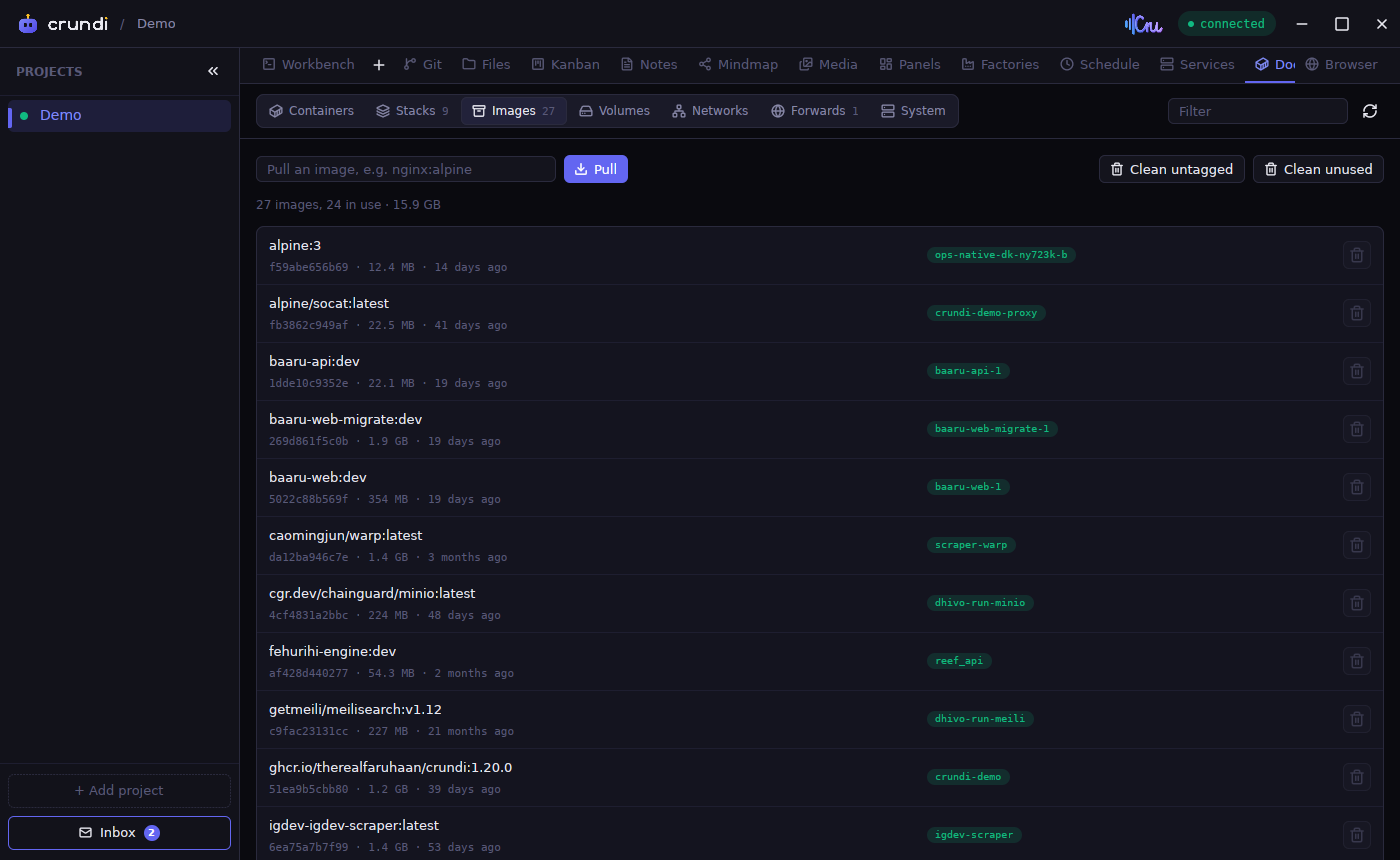 crundi / Demo
Cru
connected
PROJECTS
Workbench
Git
Files
Kanban
Notes
Mindmap
Media
Panels
Factories
Schedule
Services
Doc
Browser
Demo
Containers
Stacks 9
Images 27
Volumes
Networks
Forwards 1
System
Filter
Pull an image, e.g. nginx:alpine
Pull
Clean untagged
Clean unused
27 images, 24 in use · 15.9 GB
alpine:3
f59abe656b69 · 12.4 MB · 14 days ago
ops-native-dk-ny723k-b
alpine/socat:latest
fb3862c949af · 22.5 MB · 41 days ago
crundi-demo-proxy
baaru-api:dev
1dde10c9352e · 22.1 MB · 19 days ago
baaru-api-1
baaru-web-migrate:dev
269d861f5c0b · 1.9 GB · 19 days ago
baaru-web-migrate-1
baaru-web:dev
5022c88b569f · 354 MB · 19 days ago
baaru-web-1
caomingjun/warp:latest
da12ba946c7e · 1.4 GB · 3 months ago
scraper-warp
cgr.dev/chainguard/minio:latest
4cf4831a2bbc · 224 MB · 48 days ago
dhivo-run-minio
fehurihi-engine:dev
af428d440277 · 54.3 MB · 2 months ago
reef_api
getmeili/meilisearch:v1.12
c9fac23131cc · 227 MB · 21 months ago
dhivo-run-meili
ghcr.io/therealfaruhaan/crundi:1.20.0
51ea9b5cbb80 · 1.2 GB · 39 days ago
crundi-demo
igdev-igdev-scraper:latest
6ea75a7b7f99 · 1.4 GB · 53 days ago
igdev-scraper
+ Add project
Inbox 2